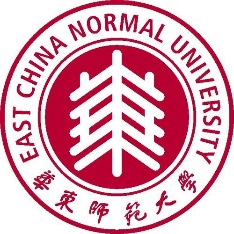 EAST CHINA NORMAL UNIVERSITY
華東師範大學